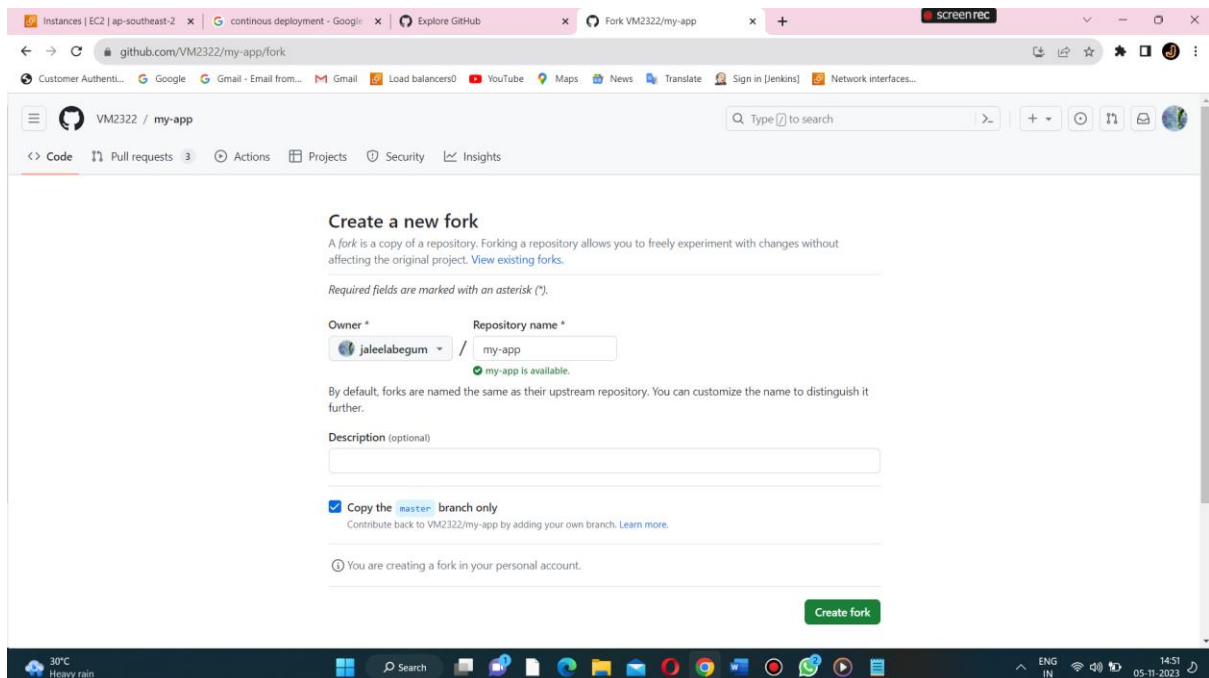 Instances | EC2 | ap-southeast-2
continous deployment - Google
Explore GitHub
Fork VM2322/my-app
screenrec
github.com/VM2322/my-app/fork
Customer Authenti...
Google
Gmail - Email from...
Gmail
Load balancers0
YouTube
Maps
News
Translate
Sign in [Jenkins]
Network interfaces...
VM2322 / my-app
Type / to search
Code
Pull requests 3
Actions
Projects
Security
Insights
Create a new fork
A fork is a copy of a repository. Forking a repository allows you to freely experiment with changes without
affecting the original project. View existing forks.
Required fields are marked with an asterisk (*).
Owner *
Repository name *
jaleelabegum / my-app
my-app is available.
By default, forks are named the same as their upstream repository. You can customize the name to distinguish it
further.
Description (optional)
Copy the master branch only
Contribute back to VM2322/my-app by adding your own branch. Learn more.
You are creating a fork in your personal account.
Create fork
30°C
Heavy rain
Search
ENG
IN
14:51
05-11-2023